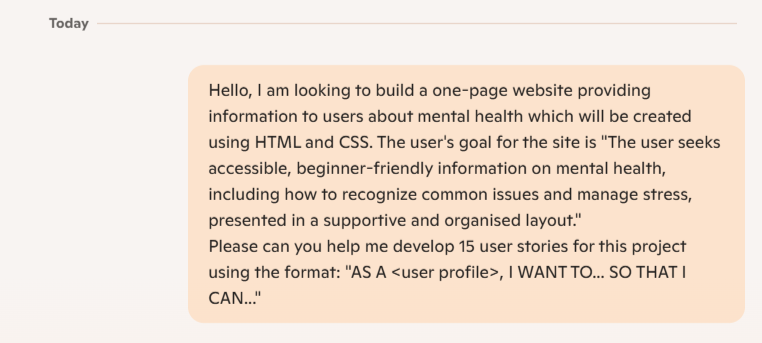 Today
Hello, I am looking to build a one-page website providing
information to users about mental health which will be created
using HTML and CSS. The user's goal for the site is "The user seeks
accessible, beginner-friendly information on mental health,
including how to recognize common issues and manage stress,
presented in a supportive and organised layout."
Please can you help me develop 15 user stories for this project
using the format: "AS A <user profile>, I WANT TO... SO THAT I
CAN..."